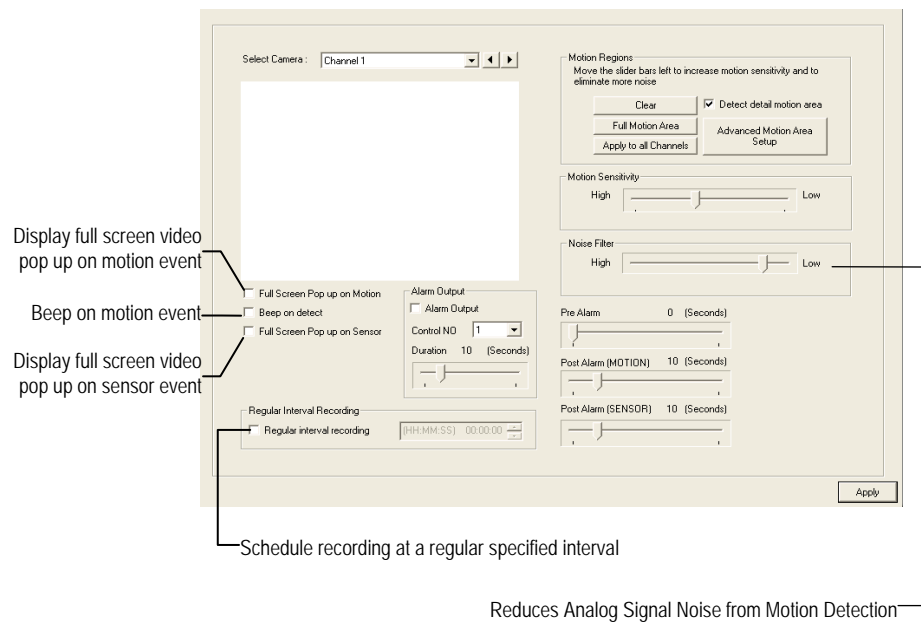 Select Camera : Channel 1
Motion Regions
Move the slider bars left to increase motion sensitivity and to
eliminate more noise
Clear
Detect detail motion area
Full Motion Area
Advanced Motion Area
Setup
Apply to all Channels
Motion Sensitivity
High
Low
Noise Filter
High
Low
Display full screen video
pop up on motion event
Beep on motion event
Display full screen video
pop up on sensor event
Full Screen Pop up on Motion
Beep on detect
Full Screen Pop up on Sensor
Alarm Output
Alarm Output
Control NO 1
Duration 10 (Seconds)
Pre Alarm 0 (Seconds)
Post Alarm (MOTION) 10 (Seconds)
Post Alarm (SENSOR) 10 (Seconds)
Regular Interval Recording
Regular interval recording (HH:MM:SS) 00:00:00
Apply
Schedule recording at a regular specified interval
Reduces Analog Signal Noise from Motion Detection